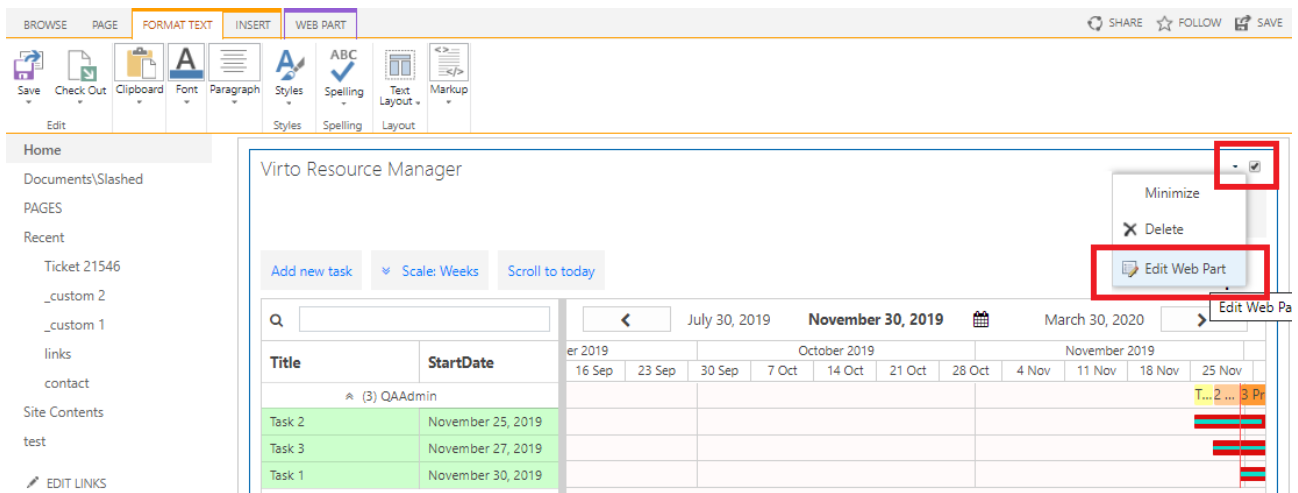 BROWSE PAGE FORMAT TEXT INSERT WEB PART SHARE FOLLOW SAVE
ABC
Save Check Out Clipboard Font Paragraph Styles Spelling Text Layout Markup
Edit Styles Spelling Layout
Home
Documents\Slashed
PAGES
Recent
Ticket 21546
_custom 2
_custom 1
links
contact
Site Contents
test
EDIT LINKS
Virto Resource Manager
Minimize
Delete
Edit Web Part
Edit Web Pa
Add new task Scale: Weeks Scroll to today
July 30, 2019 November 30, 2019 March 30, 2020
Title StartDate
er 2019 October 2019 November 2019
16 Sep 23 Sep 30 Sep 7 Oct 14 Oct 21 Oct 28 Oct 4 Nov 11 Nov 18 Nov 25 Nov
(3) QAAdmin T... 2 ... 3 Pr
Task 2 November 25, 2019
Task 3 November 27, 2019
Task 1 November 30, 2019